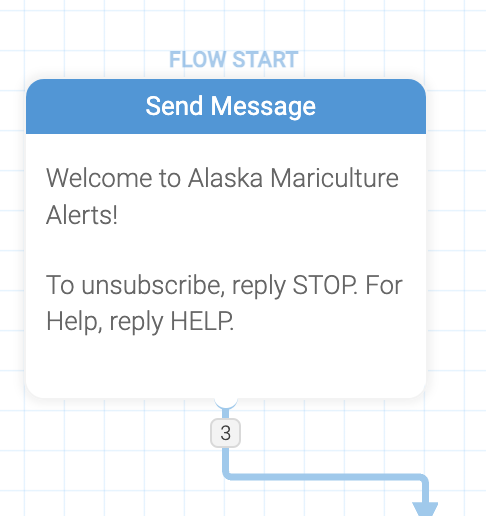 FLOW START
Send Message
Welcome to Alaska Mariculture
Alerts!
To unsubscribe, reply STOP. For
Help, reply HELP.
3